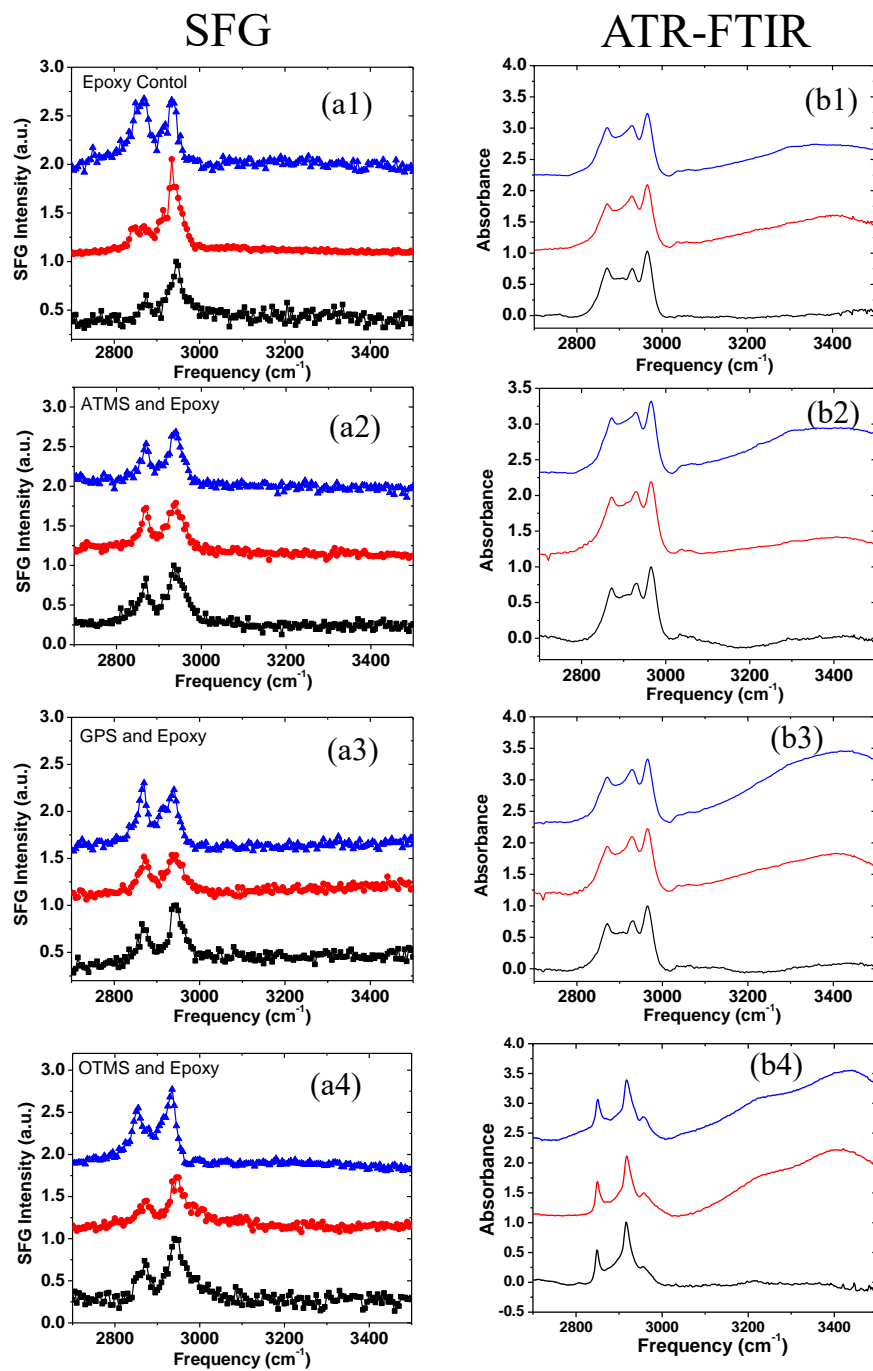 SFG
ATR-FTIR
Epoxy Contol
(a1)
3.0
2.5
2.0
1.5
1.0
0.5
SFG Intensity (a.u.)
2800 3000 3200 3400
Frequency (cm-1)
(b1)
4.0
3.5
3.0
2.5
2.0
1.5
1.0
0.5
0.0
Absorbance
2800 3000 3200 3400
Frequency (cm-1)
ATMS and Epoxy
(a2)
3.0
2.5
2.0
1.5
1.0
0.5
0.0
SFG Intensity (a.u.)
2800 3000 3200 3400
Frequency (cm-1)
(b2)
3.5
3.0
2.5
2.0
1.5
1.0
0.5
0.0
Absorbance
2800 3000 3200 3400
Frequency (cm-1)
GPS and Epoxy
(a3)
3.0
2.5
2.0
1.5
1.0
0.5
SFG Intensity (a.u.)
2800 3000 3200 3400
Frequency (cm-1)
(b3)
4.0
3.5
3.0
2.5
2.0
1.5
1.0
0.5
0.0
Absorbance
2800 3000 3200 3400
Frequency (cm-1)
OTMS and Epoxy
(a4)
3.0
2.5
2.0
1.5
1.0
0.5
0.0
SFG Intensity (a.u.)
2800 3000 3200 3400
Frequency (cm-1)
(b4)
4.0
3.5
3.0
2.5
2.0
1.5
1.0
0.5
0.0
-0.5
Absorbance
2800 3000 3200 3400
Frequency (cm-1)